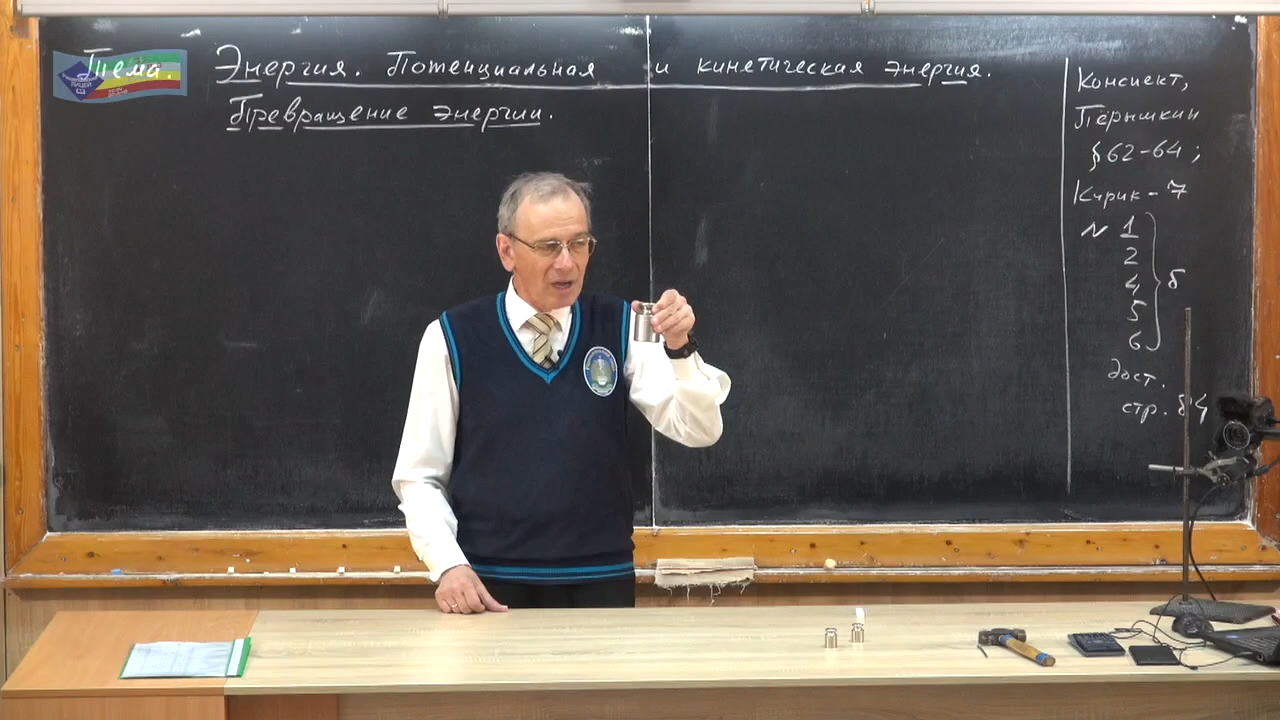 Тема. Энергия. Потенциальная и кинетическая энергия.
Превращение энергии.
Конспект,
Пёрышкин
§ 62-64;
Кирик - 7
№ 1
2
4
5
6
б
дост.
стр. 84